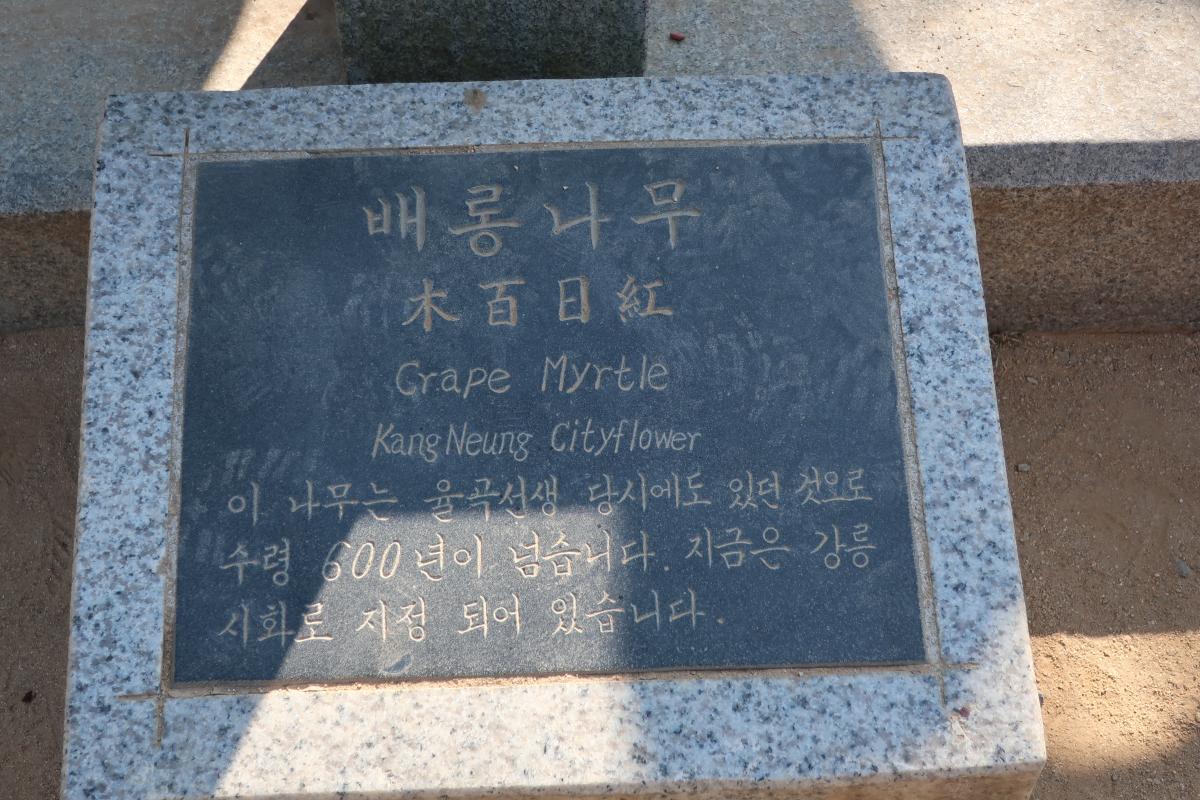 배롱나무
木百日紅
Crape Myrtle
KangNeung Cityflower
이 나무는 율곡선생 당시에도 있던 것으로
수령 600년이 넘습니다. 지금은 강릉
시화로 지정 되어 있습니다.